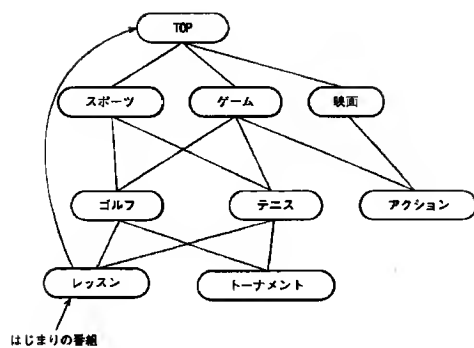 TOP
スポーツ
ゲーム
映画
ゴルフ
テニス
アクション
レッスン
トーナメント
はじまりの番組